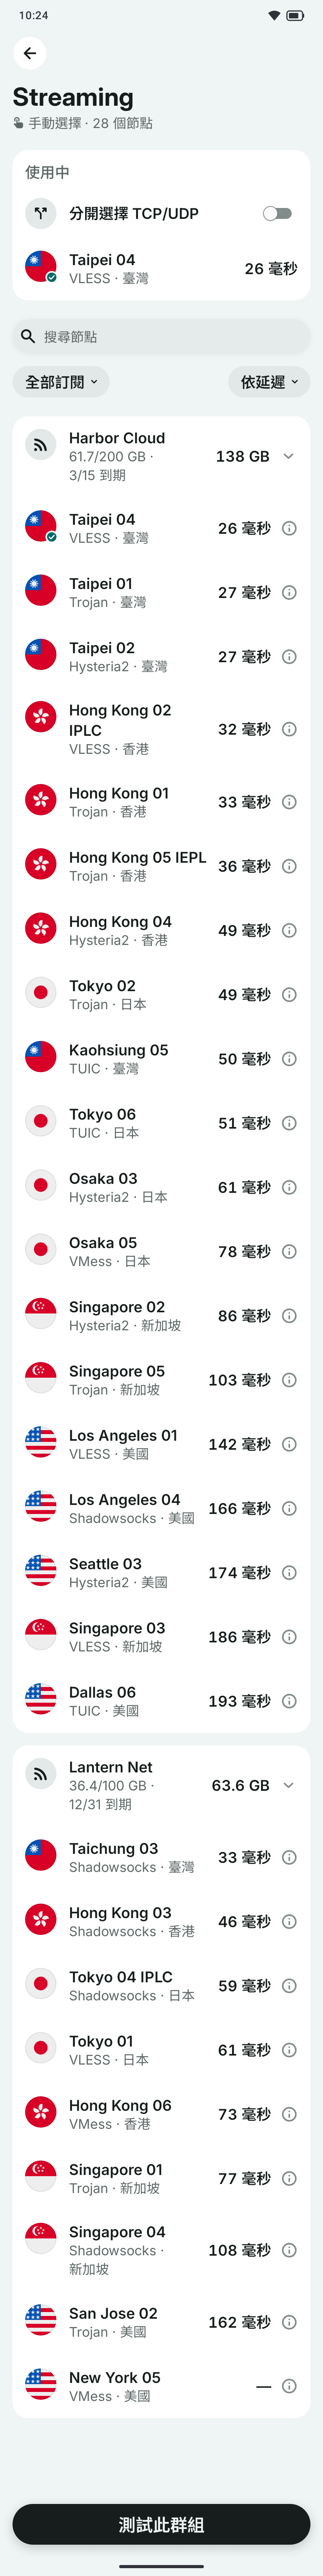 10:24
Streaming
手動選擇 · 28 個節點
使用中
分開選擇 TCP/UDP
Taipei 04
VLESS · 臺灣
26 毫秒
搜尋節點
全部訂閱
依延遲
Harbor Cloud
61.7/200 GB ·
3/15 到期
138 GB
Taipei 04
VLESS · 臺灣
26 毫秒
Taipei 01
Trojan · 臺灣
27 毫秒
Taipei 02
Hysteria2 · 臺灣
27 毫秒
Hong Kong 02
IPLC
VLESS · 香港
32 毫秒
Hong Kong 01
Trojan · 香港
33 毫秒
Hong Kong 05 IEPL
Trojan · 香港
36 毫秒
Hong Kong 04
Hysteria2 · 香港
49 毫秒
Tokyo 02
Trojan · 日本
49 毫秒
Kaohsiung 05
TUIC · 臺灣
50 毫秒
Tokyo 06
TUIC · 日本
51 毫秒
Osaka 03
Hysteria2 · 日本
61 毫秒
Osaka 05
VMess · 日本
78 毫秒
Singapore 02
Hysteria2 · 新加坡
86 毫秒
Singapore 05
Trojan · 新加坡
103 毫秒
Los Angeles 01
VLESS · 美國
142 毫秒
Los Angeles 04
Shadowsocks · 美國
166 毫秒
Seattle 03
Hysteria2 · 美國
174 毫秒
Singapore 03
VLESS · 新加坡
186 毫秒
Dallas 06
TUIC · 美國
193 毫秒
Lantern Net
36.4/100 GB ·
12/31 到期
63.6 GB
Taichung 03
Shadowsocks · 臺灣
33 毫秒
Hong Kong 03
Shadowsocks · 香港
46 毫秒
Tokyo 04 IPLC
Shadowsocks · 日本
59 毫秒
Tokyo 01
VLESS · 日本
61 毫秒
Hong Kong 06
VMess · 香港
73 毫秒
Singapore 01
Trojan · 新加坡
77 毫秒
Singapore 04
Shadowsocks ·
新加坡
108 毫秒
San Jose 02
Trojan · 美國
162 毫秒
New York 05
VMess · 美國
—
測試此群組